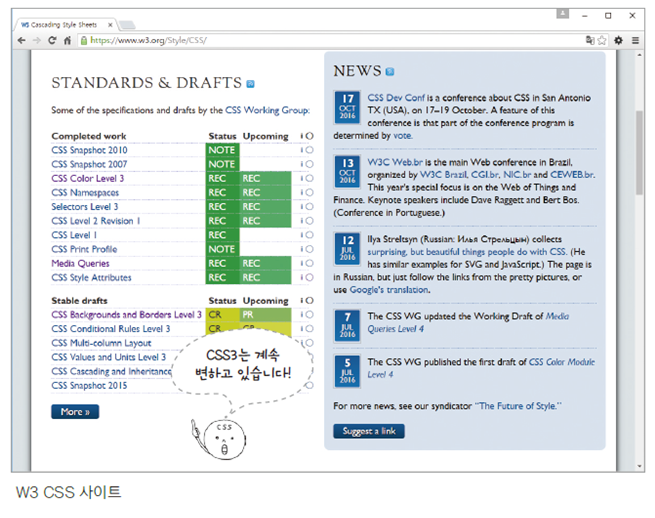 W3 Cascading Style Sheets
https://www.w3.org/Style/CSS/
STANDARDS & DRAFTS
Some of the specifications and drafts by the CSS Working Group:
Completed work Status Upcoming
CSS Snapshot 2010 NOTE
CSS Snapshot 2007 NOTE
CSS Color Level 3 REC REC
CSS Namespaces REC REC
Selectors Level 3 REC REC
CSS Level 2 Revision 1 REC REC
CSS Level 1 REC
CSS Print Profile NOTE
Media Queries REC REC
CSS Style Attributes REC REC
Stable drafts Status Upcoming
CSS Backgrounds and Borders Level 3 CR PR
CSS Conditional Rules Level 3 CR
CSS Multi-column Layout
CSS Values and Units Level 3
CSS Cascading and Inheritance
CSS Snapshot 2015
More »
CSS3는 계속
변하고 있습니다!
CSS
NEWS
17
OCT
2016
CSS Dev Conf is a conference about CSS in San Antonio
TX (USA), on 17–19 October. A feature of this
conference is that part of the conference program is
determined by vote.
13
OCT
2016
W3C Web.br is the main Web conference in Brazil,
organized by W3C Brazil, CGI.br, NIC.br and CEWEB.br.
This year's special focus is on the Web of Things and
Finance. Keynote speakers include Dave Raggett and Bert Bos.
(Conference in Portuguese.)
12
JUL
2016
Ilya Streltsyn (Russian: Илья Стрельцын) collects
surprising, but beautiful things people do with CSS. (He
has similar examples for SVG and JavaScript.) The page is
in Russian, but just follow the links from the pretty pictures, or
use Google's translation.
7
JUL
2016
The CSS WG updated the Working Draft of Media
Queries Level 4
5
JUL
2016
The CSS WG published the first draft of CSS Color Module
Level 4
For more news, see our syndicator "The Future of Style."
Suggest a link
W3 CSS 사이트